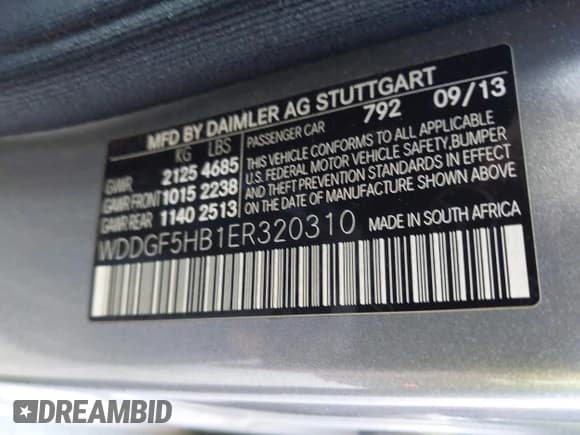 MFD BY DAIMLER AG STUTTGART
792 09/13
KG LBS PASSENGER CAR
GVWR 2125 4685
GAWR FRONT 1015 2238
GAWR REAR 1140 2513
THIS VEHICLE CONFORMS TO ALL APPLICABLE
U.S. FEDERAL MOTOR VEHICLE SAFETY, BUMPER
AND THEFT PREVENTION STANDARDS IN EFFECT
ON THE DATE OF MANUFACTURE SHOWN ABOVE.
WDDGF5HB1ER320310 MADE IN SOUTH AFRICA
DREAMBID